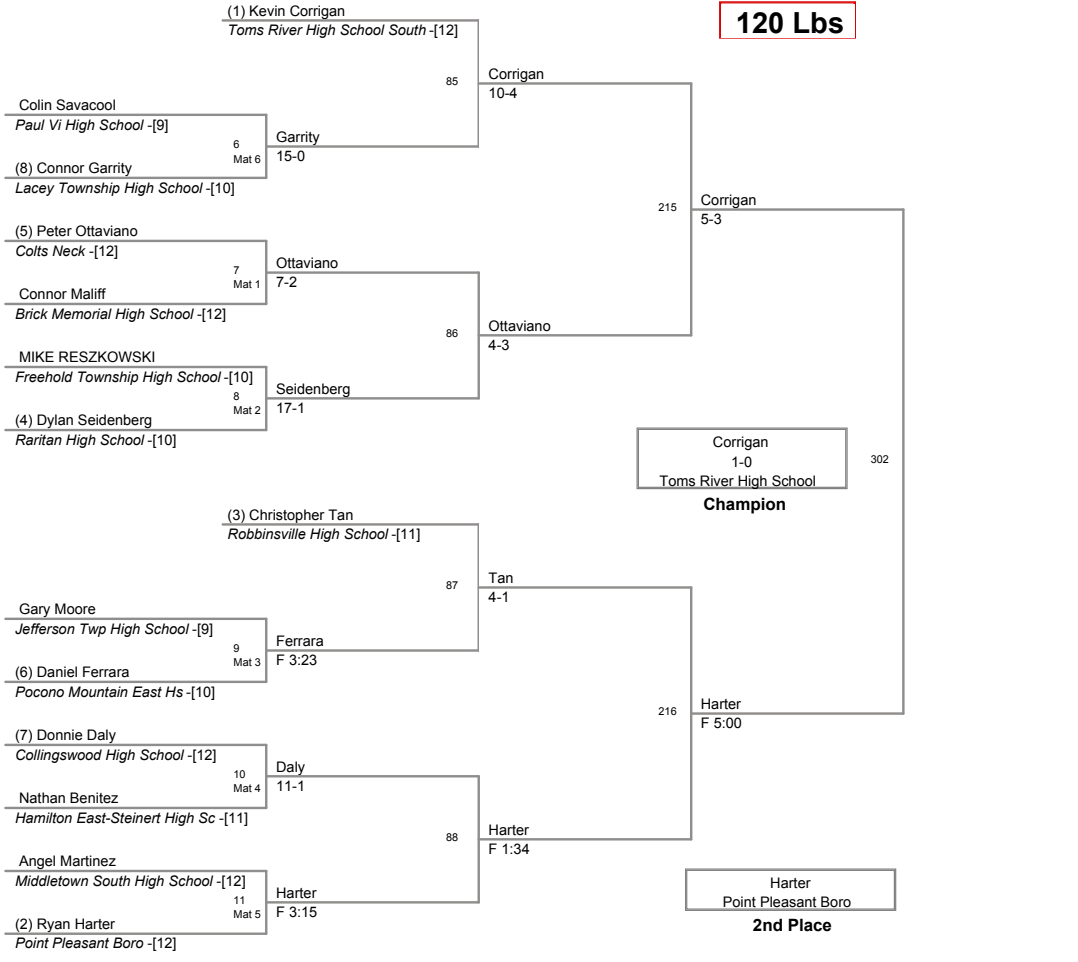 (1) Kevin Corrigan
120 Lbs
Toms River High School South -[12]
85
Corrigan
10-4
Colin Savacool
Paul Vi High School -[9]
6
Mat 6
Garrity
15-0
(8) Connor Garrity
Lacey Township High School -[10]
215
Corrigan
5-3
(5) Peter Ottaviano
Colts Neck -[12]
7
Mat 1
Ottaviano
7-2
Connor Maliff
Brick Memorial High School -[12]
86
Ottaviano
4-3
MIKE RESZKOWSKI
Freehold Township High School -[10]
8
Mat 2
Seidenberg
17-1
(4) Dylan Seidenberg
Raritan High School -[10]
Corrigan
1-0
Toms River High School
Champion
302
(3) Christopher Tan
Robbinsville High School -[11]
87
Tan
4-1
Gary Moore
Jefferson Twp High School -[9]
9
Mat 3
Ferrara
F 3:23
(6) Daniel Ferrara
Pocono Mountain East Hs -[10]
216
Harter
F 5:00
(7) Donnie Daly
Collingswood High School -[12]
10
Mat 4
Daly
11-1
Nathan Benitez
Hamilton East-Steinert High Sc -[11]
88
Harter
F 1:34
Angel Martinez
Middletown South High School -[12]
11
Mat 5
Harter
F 3:15
(2) Ryan Harter
Point Pleasant Boro -[12]
Harter
Point Pleasant Boro
2nd Place